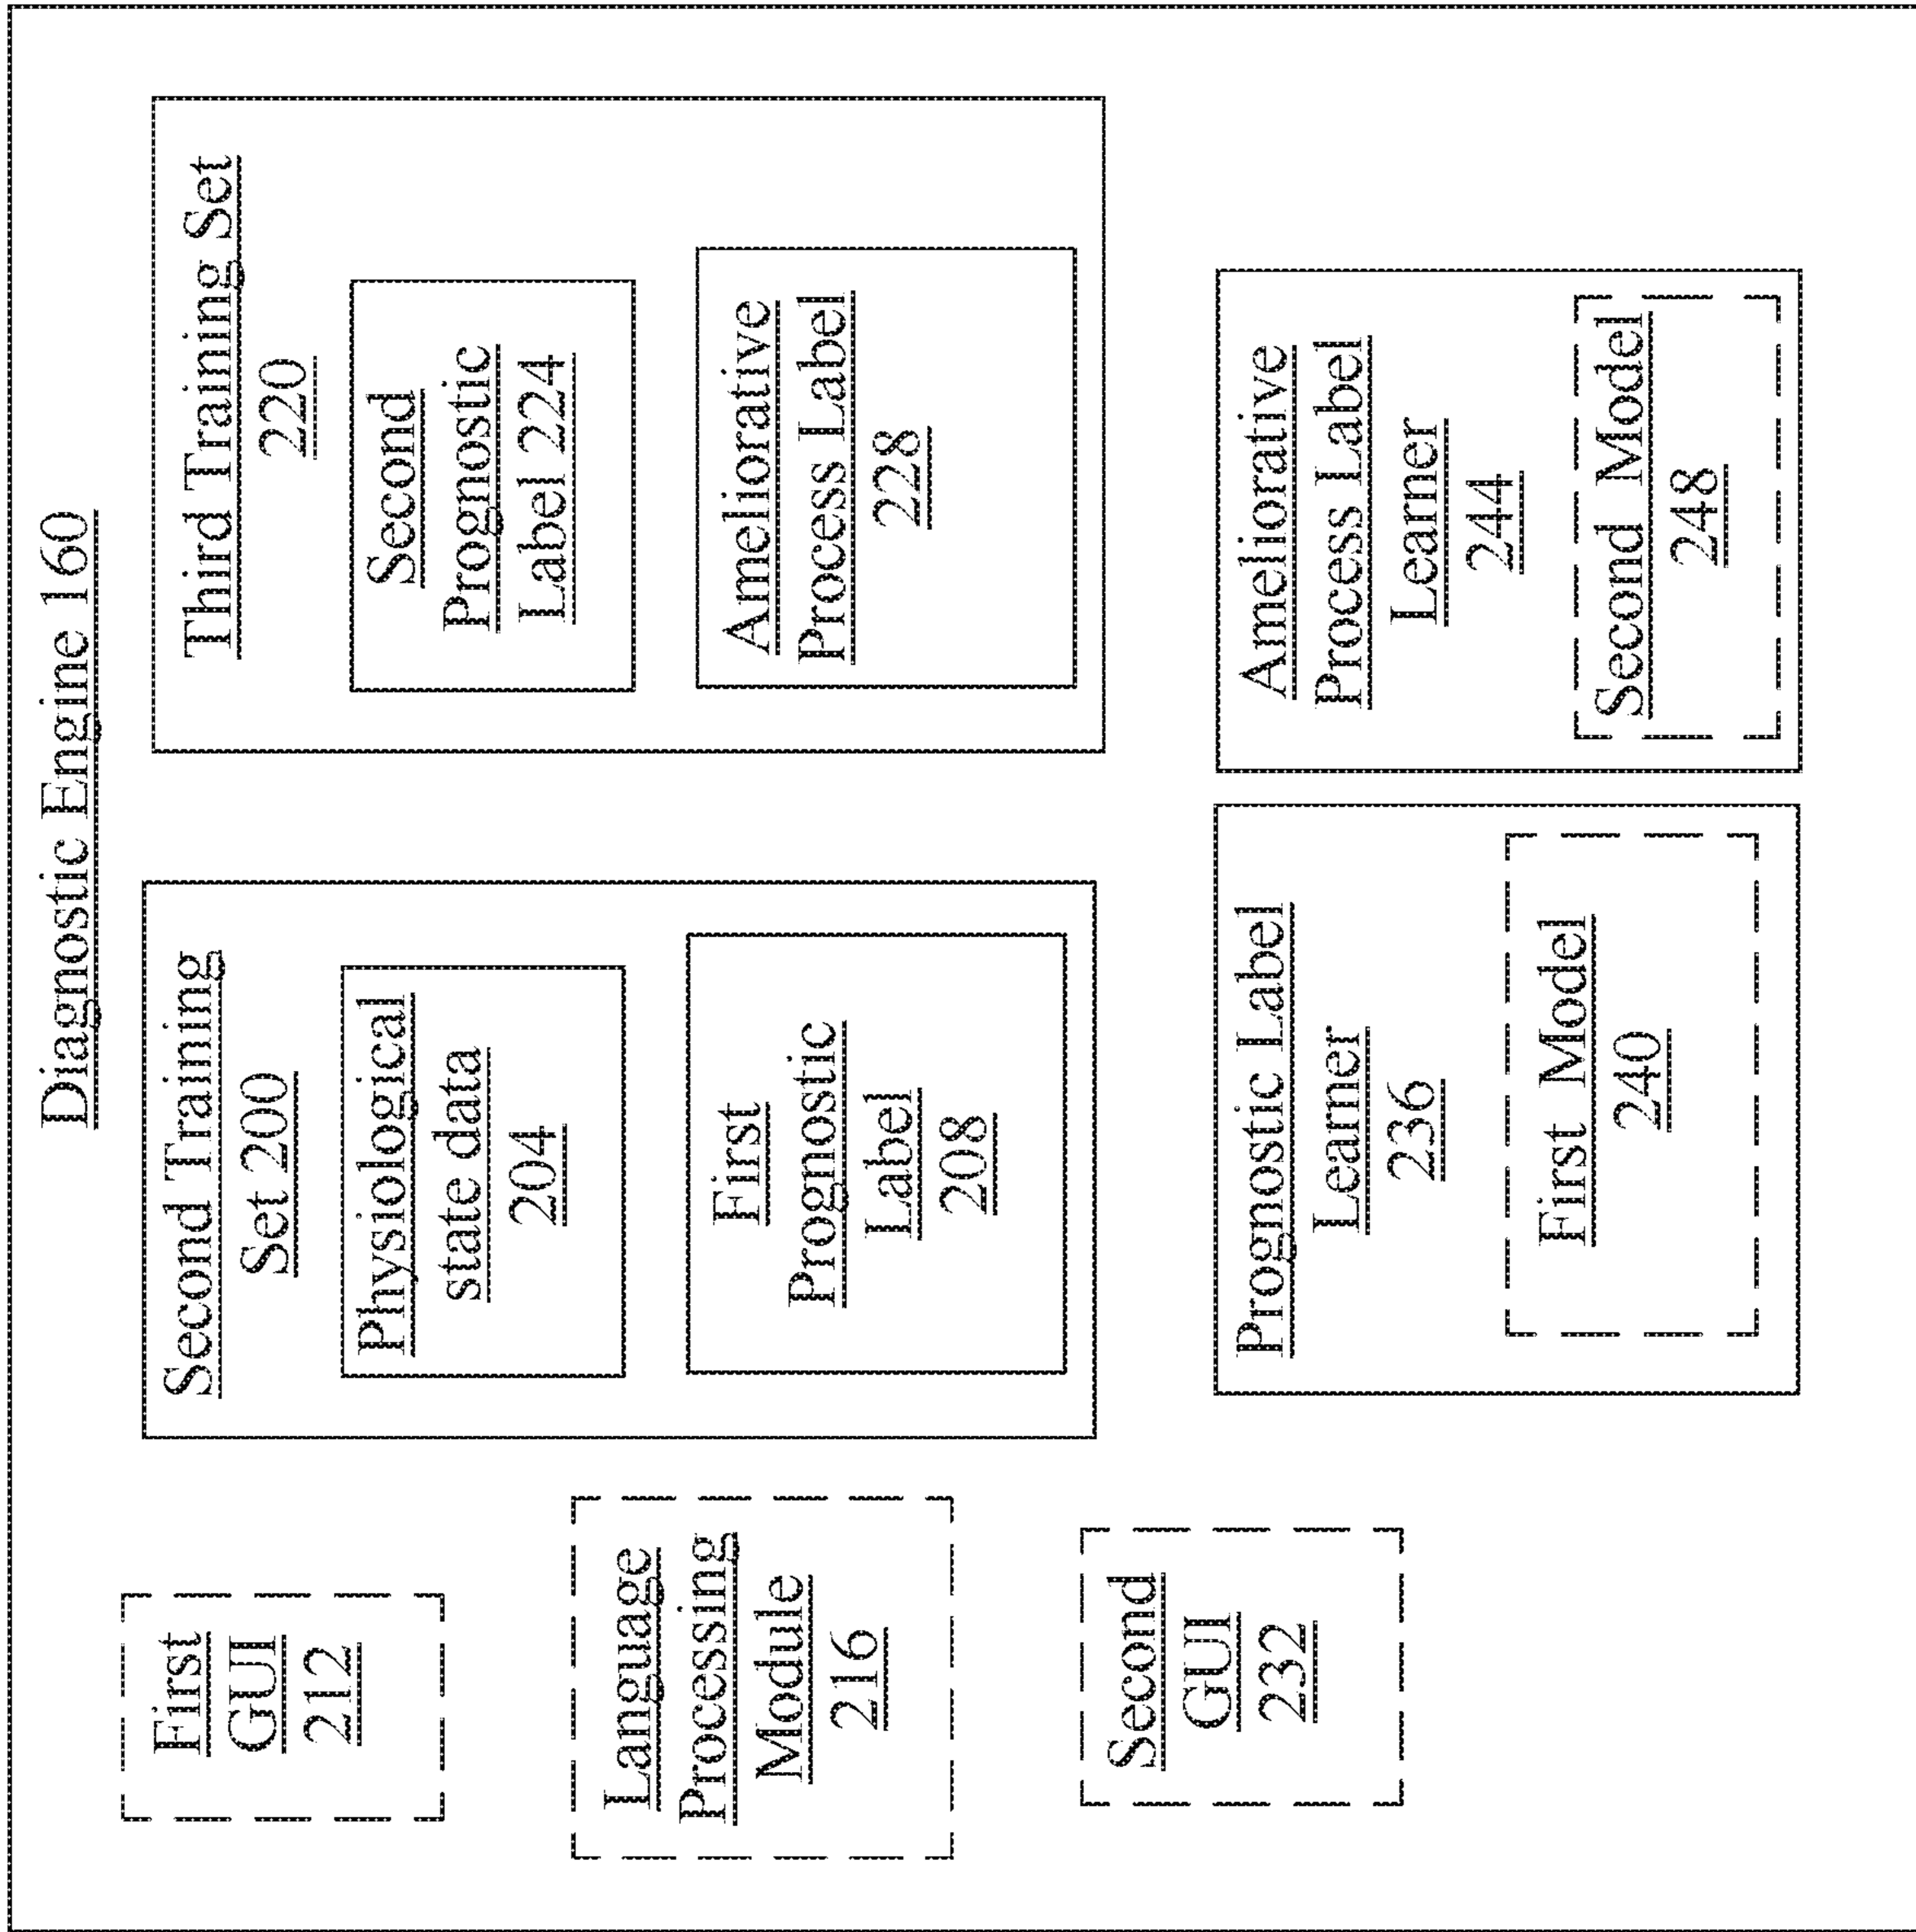 Diagnostic Engine 160
First
GUI
212
Language
Processing
Module
216
Second
GUI
232
Second Training
Set 200
Physiological
state data
204
First
Prognostic
Label
208
Third Training Set
220
Second
Prognostic
Label 224
Ameliorative
Process Label
228
Prognostic Label
Learner
236
First Model
240
Ameliorative
Process Label
Learner
244
Second Model
248